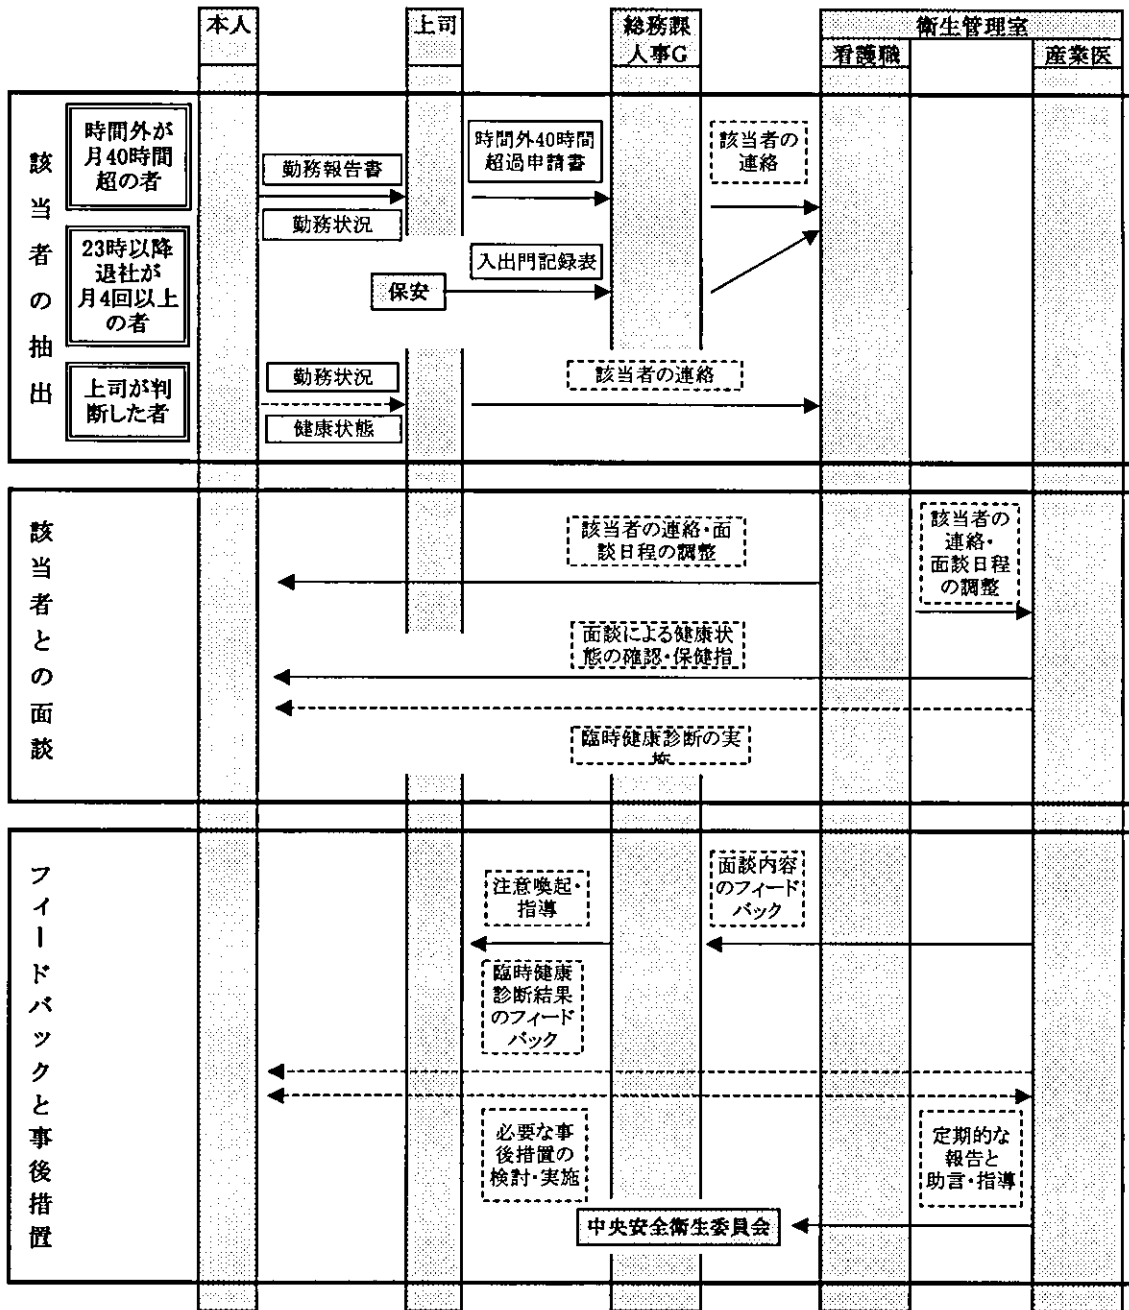 本人
上司
総務課
人事G
衛生管理室
看護職
産業医
該当者の抽出
時間外が
月40時間
超の者
勤務報告書
勤務状況
時間外40時間
超過申請書
該当者の
連絡
23時以降
退社が
月4回以上
の者
保安
入出門記録表
上司が判
断した者
勤務状況
健康状態
該当者の連絡
該当者との面談
該当者の連絡・面
談日程の調整
該当者の
連絡・
面談日程
の調整
面談による健康状
態の確認・保健指
臨時健康診断の実
施
フィードバックと事後措置
注意喚起・
指導
面談内容
のフィード
バック
臨時健康
診断結果
のフィード
バック
必要な事
後措置の
検討・実施
定期的な
報告と
助言・指導
中央安全衛生委員会